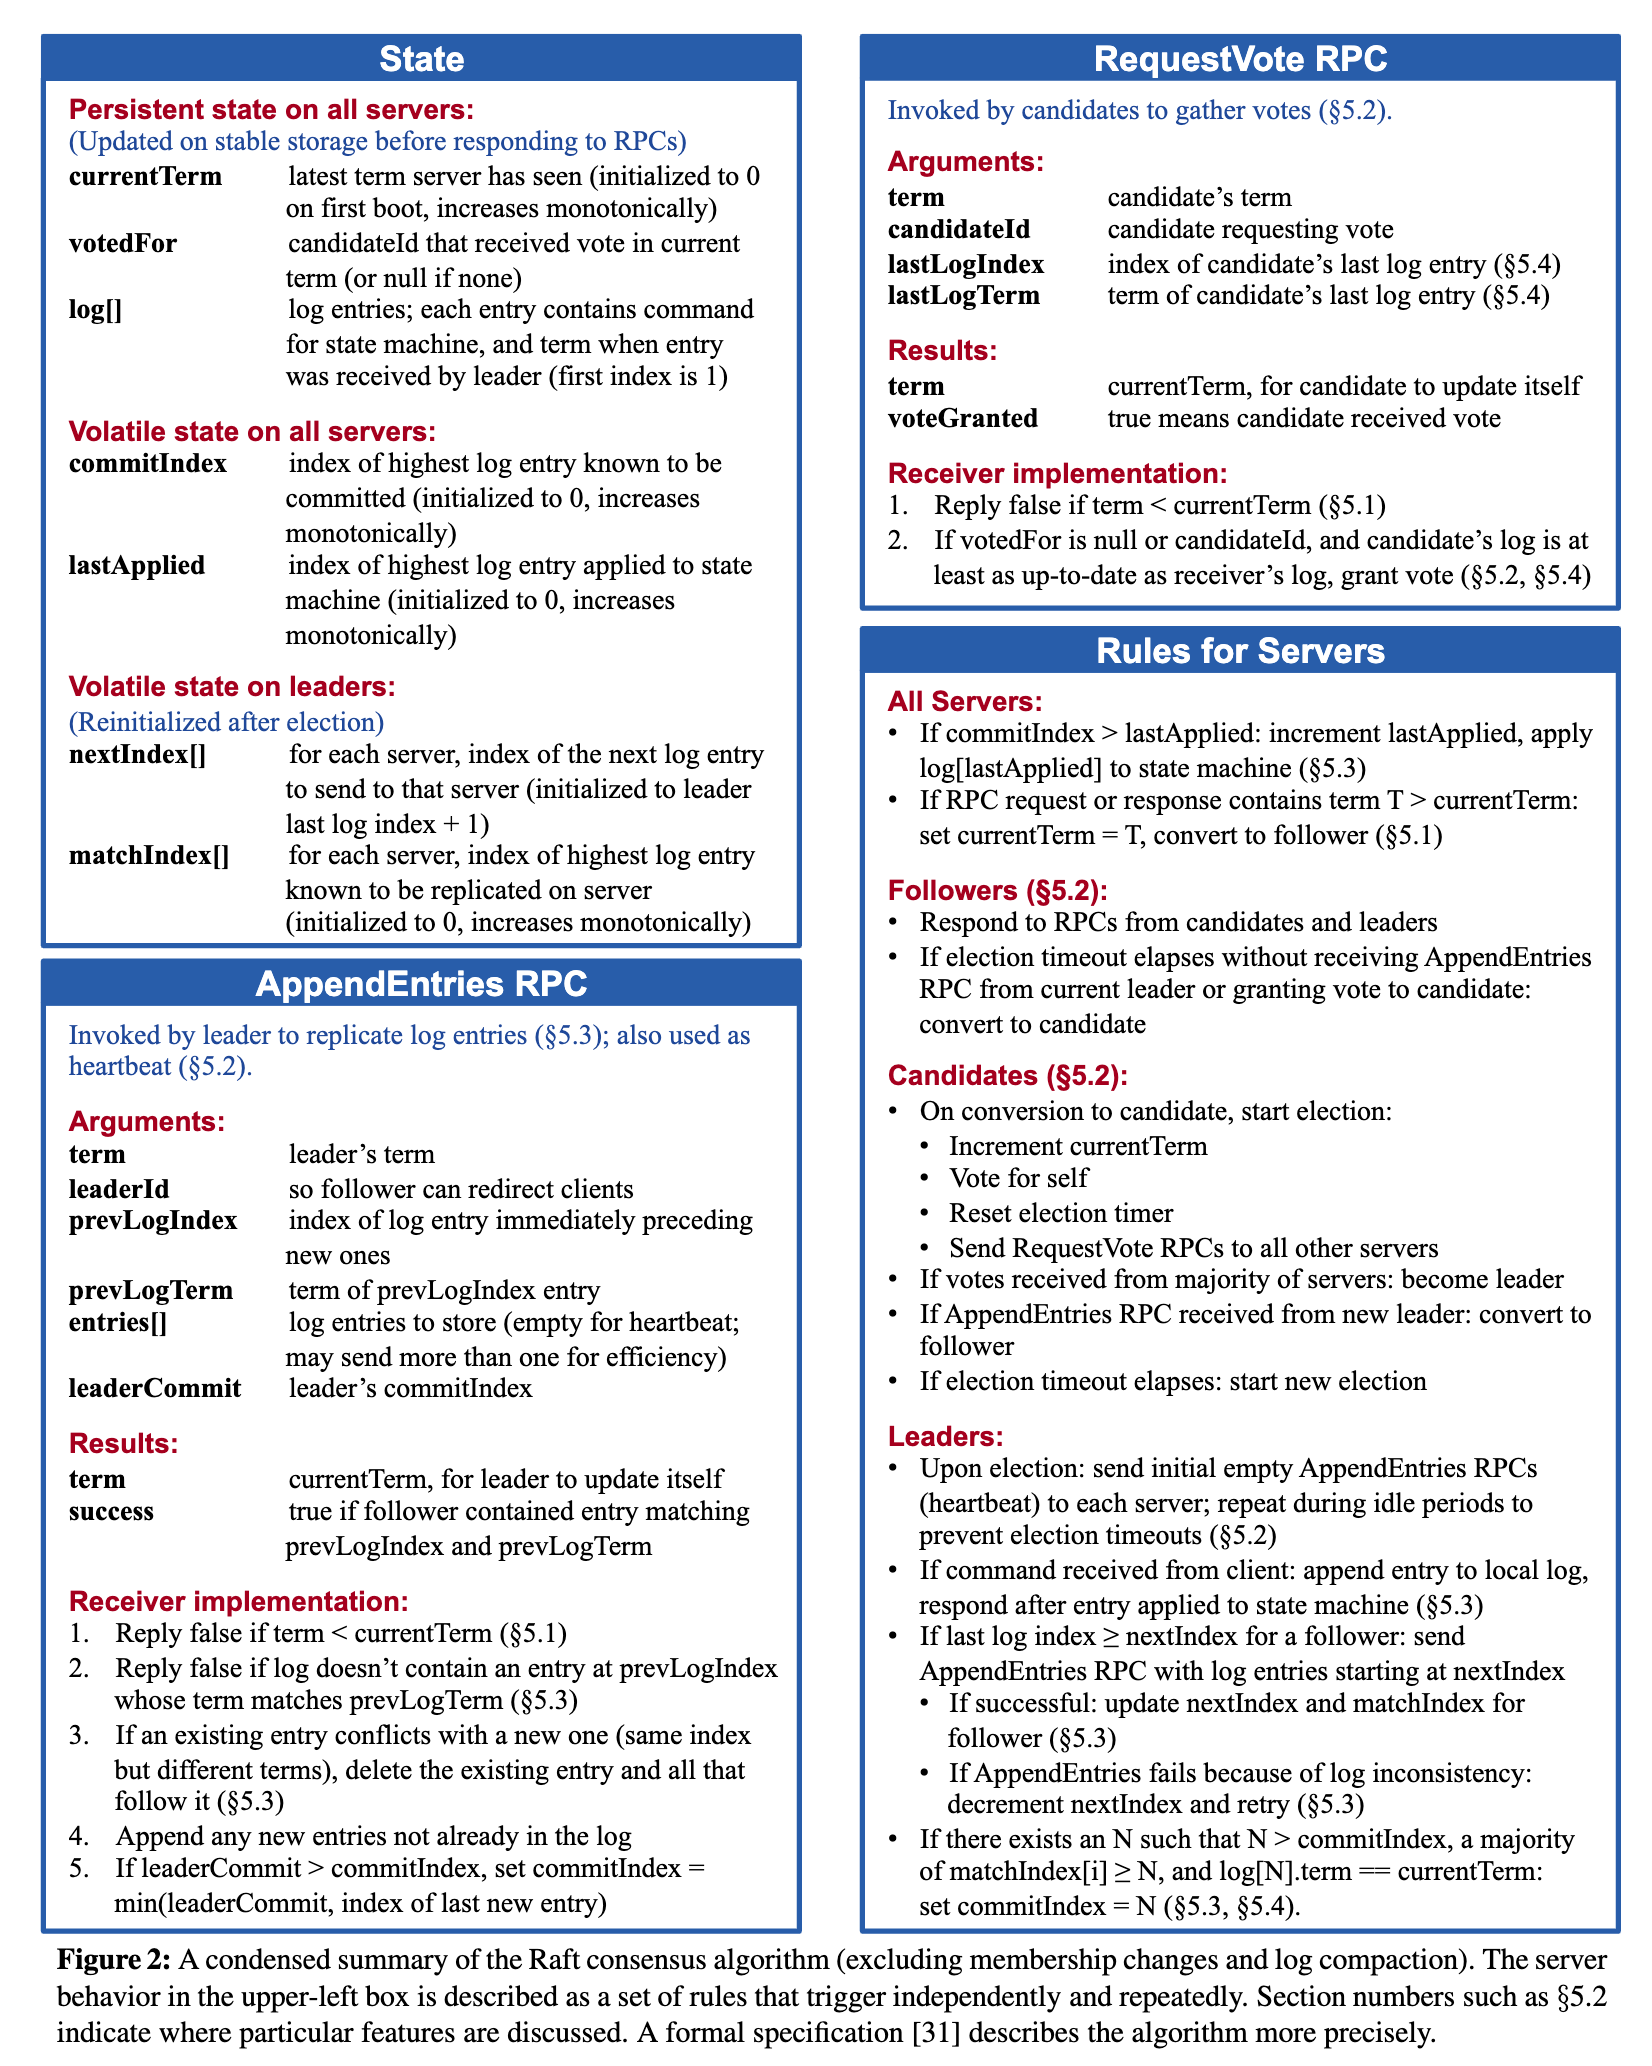 State
Persistent state on all servers:
(Updated on stable storage before responding to RPCs)
currentTerm latest term server has seen (initialized to 0
on first boot, increases monotonically)
votedFor candidateId that received vote in current
term (or null if none)
log[] log entries; each entry contains command
for state machine, and term when entry
was received by leader (first index is 1)
Volatile state on all servers:
commitIndex index of highest log entry known to be
committed (initialized to 0, increases
monotonically)
lastApplied index of highest log entry applied to state
machine (initialized to 0, increases
monotonically)
Volatile state on leaders:
(Reinitialized after election)
nextIndex[] for each server, index of the next log entry
to send to that server (initialized to leader
last log index + 1)
matchIndex[] for each server, index of highest log entry
known to be replicated on server
(initialized to 0, increases monotonically)
AppendEntries RPC
Invoked by leader to replicate log entries (§5.3); also used as
heartbeat (§5.2).
Arguments:
term leader’s term
leaderId so follower can redirect clients
prevLogIndex index of log entry immediately preceding
new ones
prevLogTerm term of prevLogIndex entry
entries[] log entries to store (empty for heartbeat;
may send more than one for efficiency)
leaderCommit leader’s commitIndex
Results:
term currentTerm, for leader to update itself
success true if follower contained entry matching
prevLogIndex and prevLogTerm
Receiver implementation:
1. Reply false if term < currentTerm (§5.1)
2. Reply false if log doesn’t contain an entry at prevLogIndex
whose term matches prevLogTerm (§5.3)
3. If an existing entry conflicts with a new one (same index
but different terms), delete the existing entry and all that
follow it (§5.3)
4. Append any new entries not already in the log
5. If leaderCommit > commitIndex, set commitIndex =
min(leaderCommit, index of last new entry)
RequestVote RPC
Invoked by candidates to gather votes (§5.2).
Arguments:
term candidate’s term
candidateId candidate requesting vote
lastLogIndex index of candidate’s last log entry (§5.4)
lastLogTerm term of candidate’s last log entry (§5.4)
Results:
term currentTerm, for candidate to update itself
voteGranted true means candidate received vote
Receiver implementation:
1. Reply false if term < currentTerm (§5.1)
2. If votedFor is null or candidateId, and candidate’s log is at
least as up-to-date as receiver’s log, grant vote (§5.2, §5.4)
Rules for Servers
All Servers:
• If commitIndex > lastApplied: increment lastApplied, apply
log[lastApplied] to state machine (§5.3)
• If RPC request or response contains term T > currentTerm:
set currentTerm = T, convert to follower (§5.1)
Followers (§5.2):
• Respond to RPCs from candidates and leaders
• If election timeout elapses without receiving AppendEntries
RPC from current leader or granting vote to candidate:
convert to candidate
Candidates (§5.2):
• On conversion to candidate, start election:
• Increment currentTerm
• Vote for self
• Reset election timer
• Send RequestVote RPCs to all other servers
• If votes received from majority of servers: become leader
• If AppendEntries RPC received from new leader: convert to
follower
• If election timeout elapses: start new election
Leaders:
• Upon election: send initial empty AppendEntries RPCs
(heartbeat) to each server; repeat during idle periods to
prevent election timeouts (§5.2)
• If command received from client: append entry to local log,
respond after entry applied to state machine (§5.3)
• If last log index ≥ nextIndex for a follower: send
AppendEntries RPC with log entries starting at nextIndex
• If successful: update nextIndex and matchIndex for
follower (§5.3)
• If AppendEntries fails because of log inconsistency:
decrement nextIndex and retry (§5.3)
• If there exists an N such that N > commitIndex, a majority
of matchIndex[i] ≥ N, and log[N].term == currentTerm:
set commitIndex = N (§5.3, §5.4).
Figure 2: A condensed summary of the Raft consensus algorithm (excluding membership changes and log compaction). The server
behavior in the upper-left box is described as a set of rules that trigger independently and repeatedly. Section numbers such as §5.2
indicate where particular features are discussed. A formal specification [31] describes the algorithm more precisely.